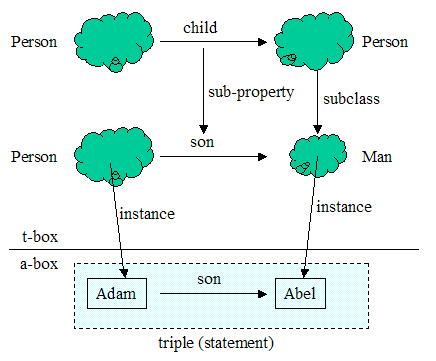 child
Person
Person
sub-property
subclass
son
Person
Man
instance
instance
t-box
a-box
son
Adam
Abel
triple (statement)